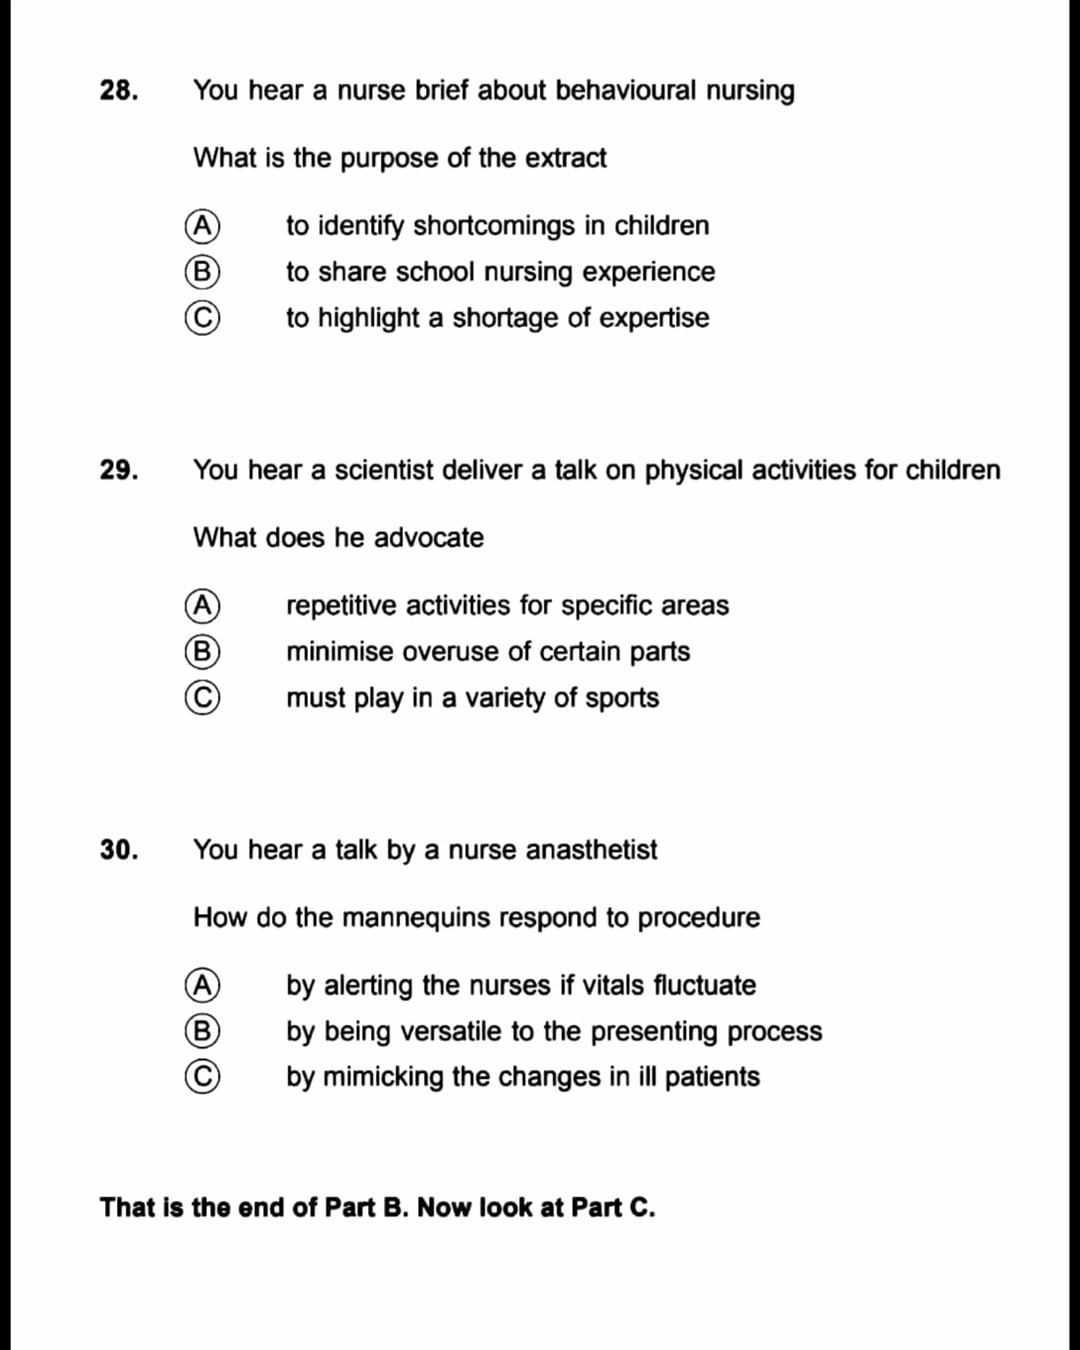 28. You hear a nurse brief about behavioural nursing
What is the purpose of the extract
A to identify shortcomings in children
B to share school nursing experience
C to highlight a shortage of expertise
29. You hear a scientist deliver a talk on physical activities for children
What does he advocate
A repetitive activities for specific areas
B minimise overuse of certain parts
C must play in a variety of sports
30. You hear a talk by a nurse anasthetist
How do the mannequins respond to procedure
A by alerting the nurses if vitals fluctuate
B by being versatile to the presenting process
C by mimicking the changes in ill patients
That is the end of Part B. Now look at Part C.